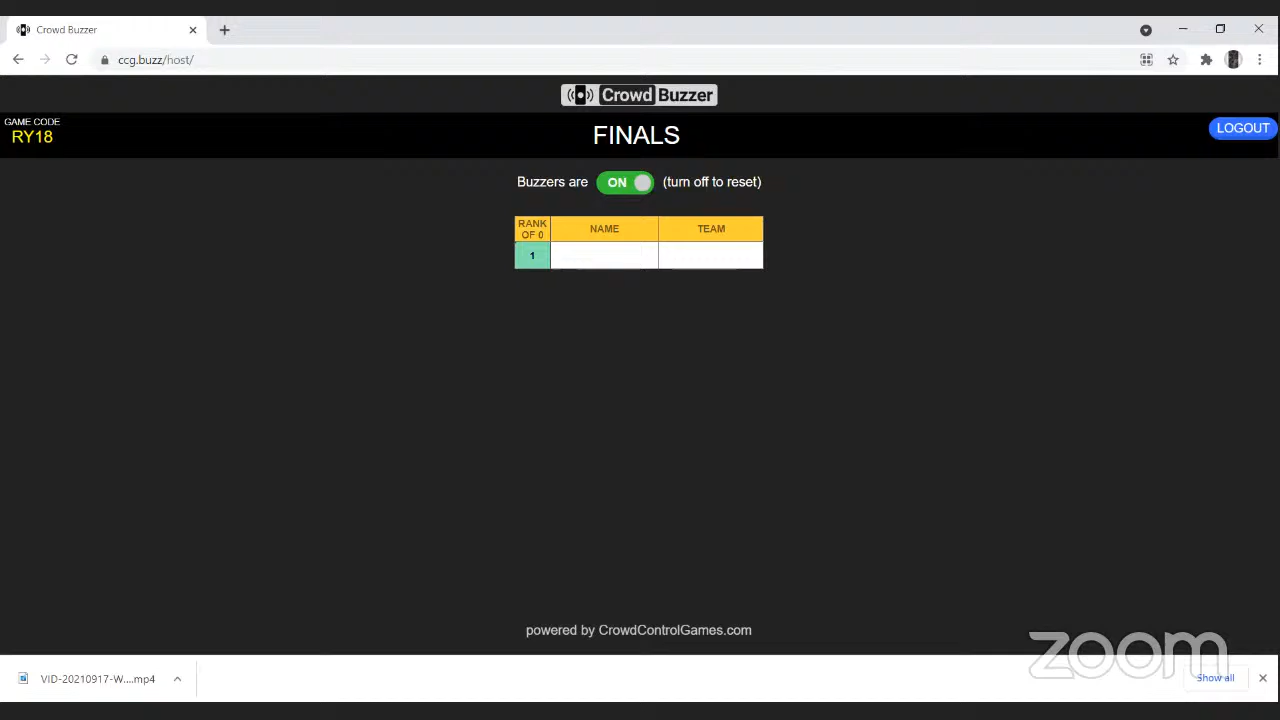 Crowd Buzzer
ccg.buzz/host/
Crowd Buzzer
GAME CODE
RY18
FINALS
LOGOUT
Buzzers are ON (turn off to reset)
RANK OF 0 NAME TEAM
1
powered by CrowdControlGames.com
zoom
VID-20210917-W....mp4
Show all